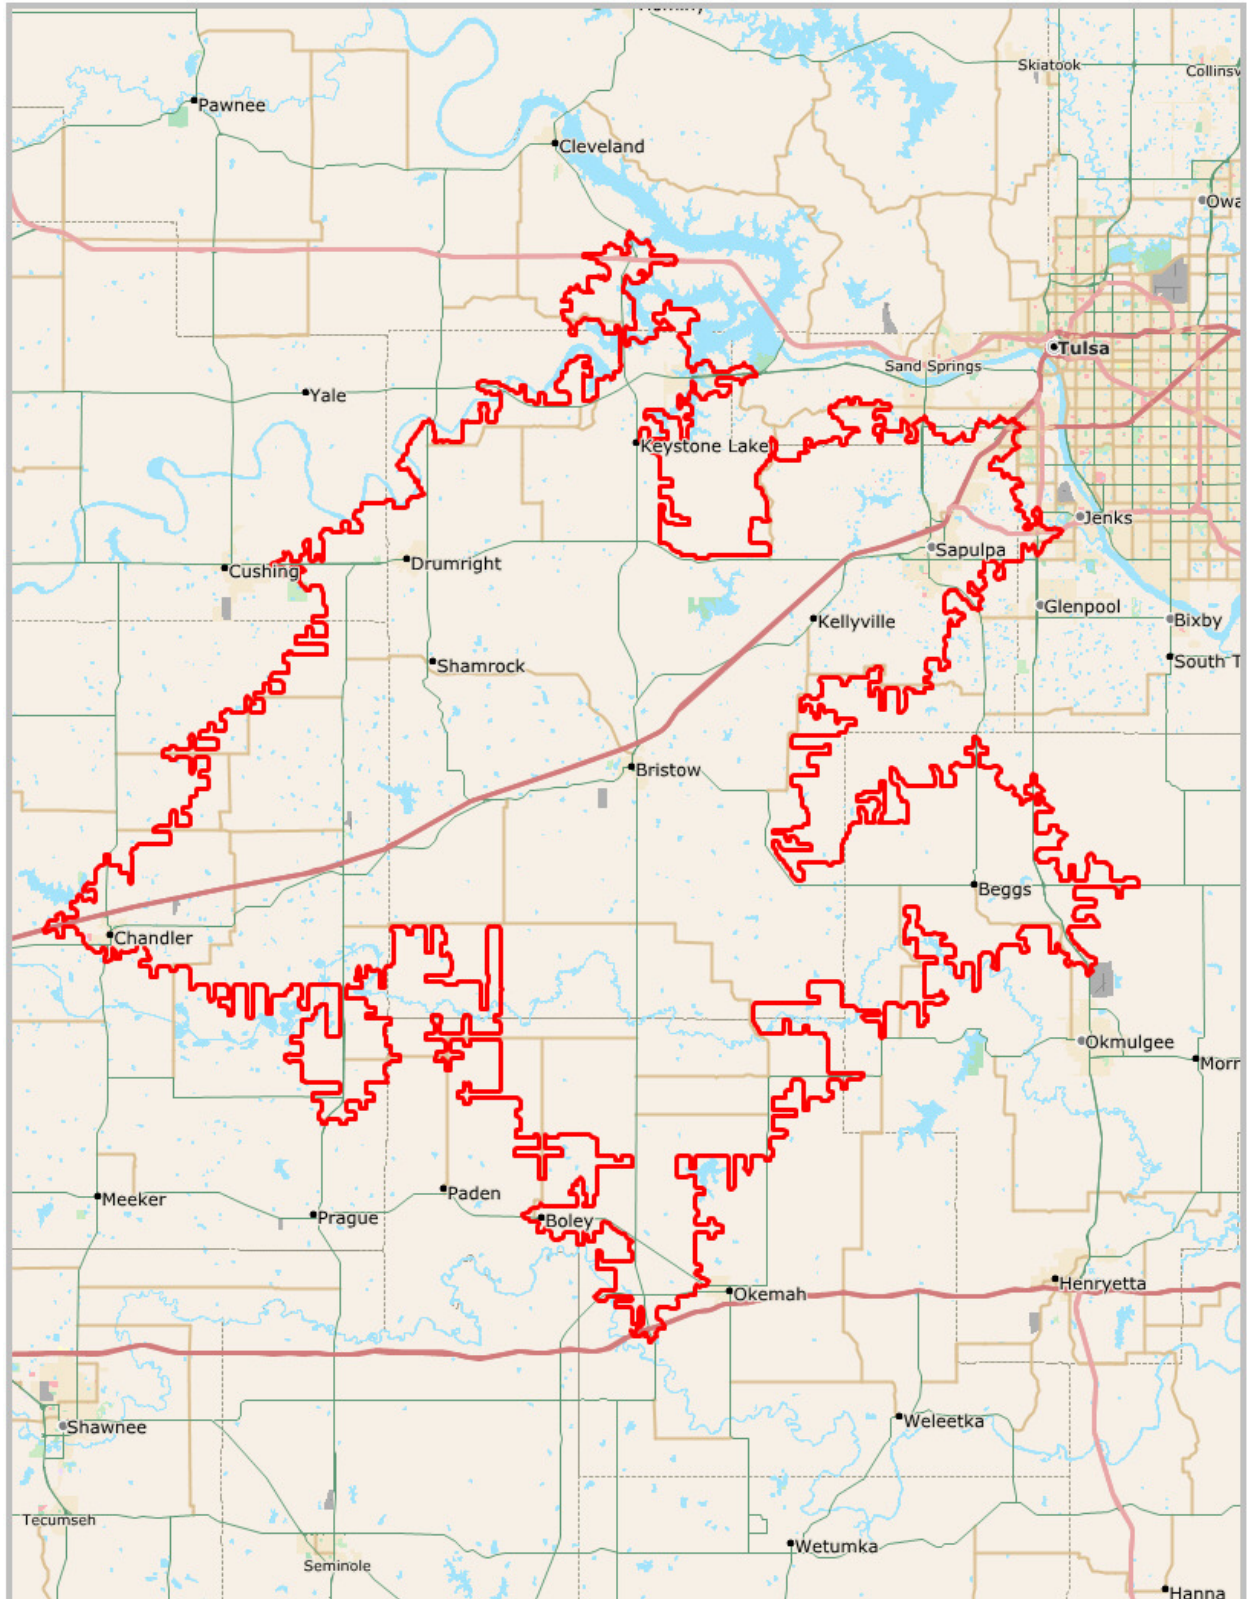 Skiatook
Collinsv
Pawnee
Cleveland
Owa
Tulsa
Sand Springs
Yale
Keystone Lake
Jenks
Sapulpa
Drumright
Cushing
Glenpool
Kellyville
Bixby
South T
Shamrock
Bristow
Beggs
Chandler
Okmulgee
Morr
Paden
Meeker
Prague
Boley
Henryetta
Okemah
Weleetka
Shawnee
Tecumseh
Wetumka
Seminole
Hanna